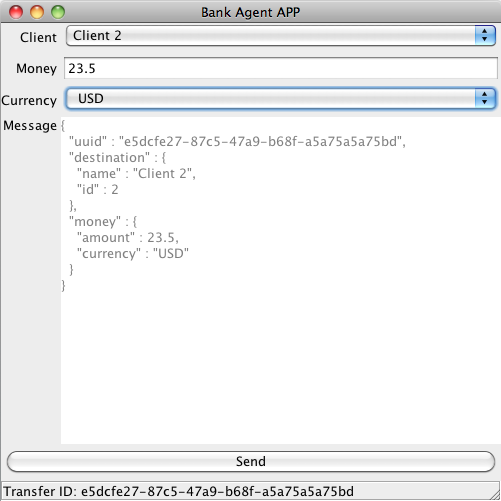 Bank Agent APP
Client Client 2
Money 23.5
Currency USD
Message {
"uuid" : "e5dcfe27-87c5-47a9-b68f-a5a75a5a75bd",
"destination" : {
"name" : "Client 2",
"id" : 2
},
"money" : {
"amount" : 23.5,
"currency" : "USD"
}
}
Send
Transfer ID: e5dcfe27-87c5-47a9-b68f-a5a75a5a75bd